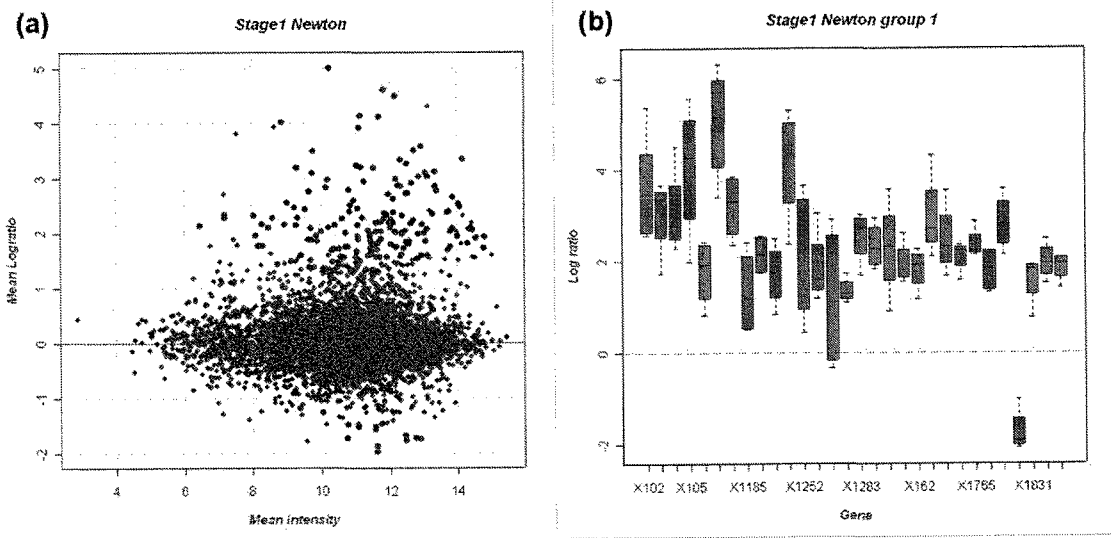 (a)
Stage1 Newton
5
4
3
2
1
0
-1
-2
Mean Logratio
4 6 8 10 12 14
Mean intensity
(b)
Stage1 Newton group 1
6
4
2
0
-2
Log ratio
X102 X105 X1185 X1252 X1283 X162 X1765 X1831
Gene